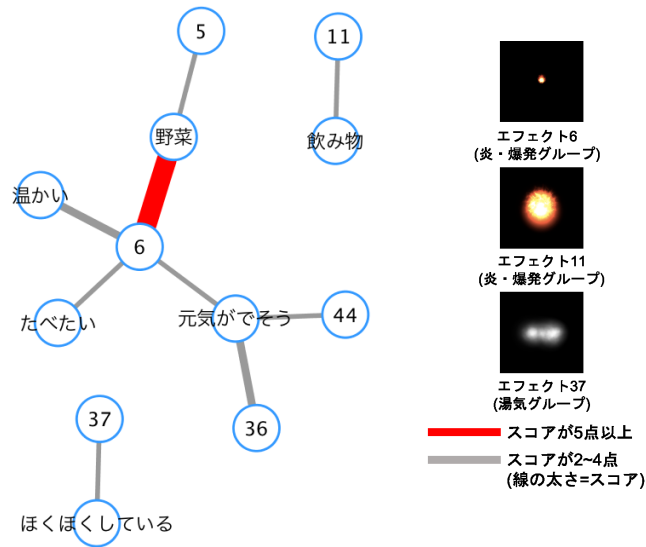 5
11
野菜
飲み物
温かい
6
たべたい
元気がでそう
44
37
36
ほくほくしている
エフェクト6
(炎・爆発グループ)
エフェクト11
(炎・爆発グループ)
エフェクト37
(湯気グループ)
スコアが5点以上
スコアが2~4点
(線の太さ=スコア)